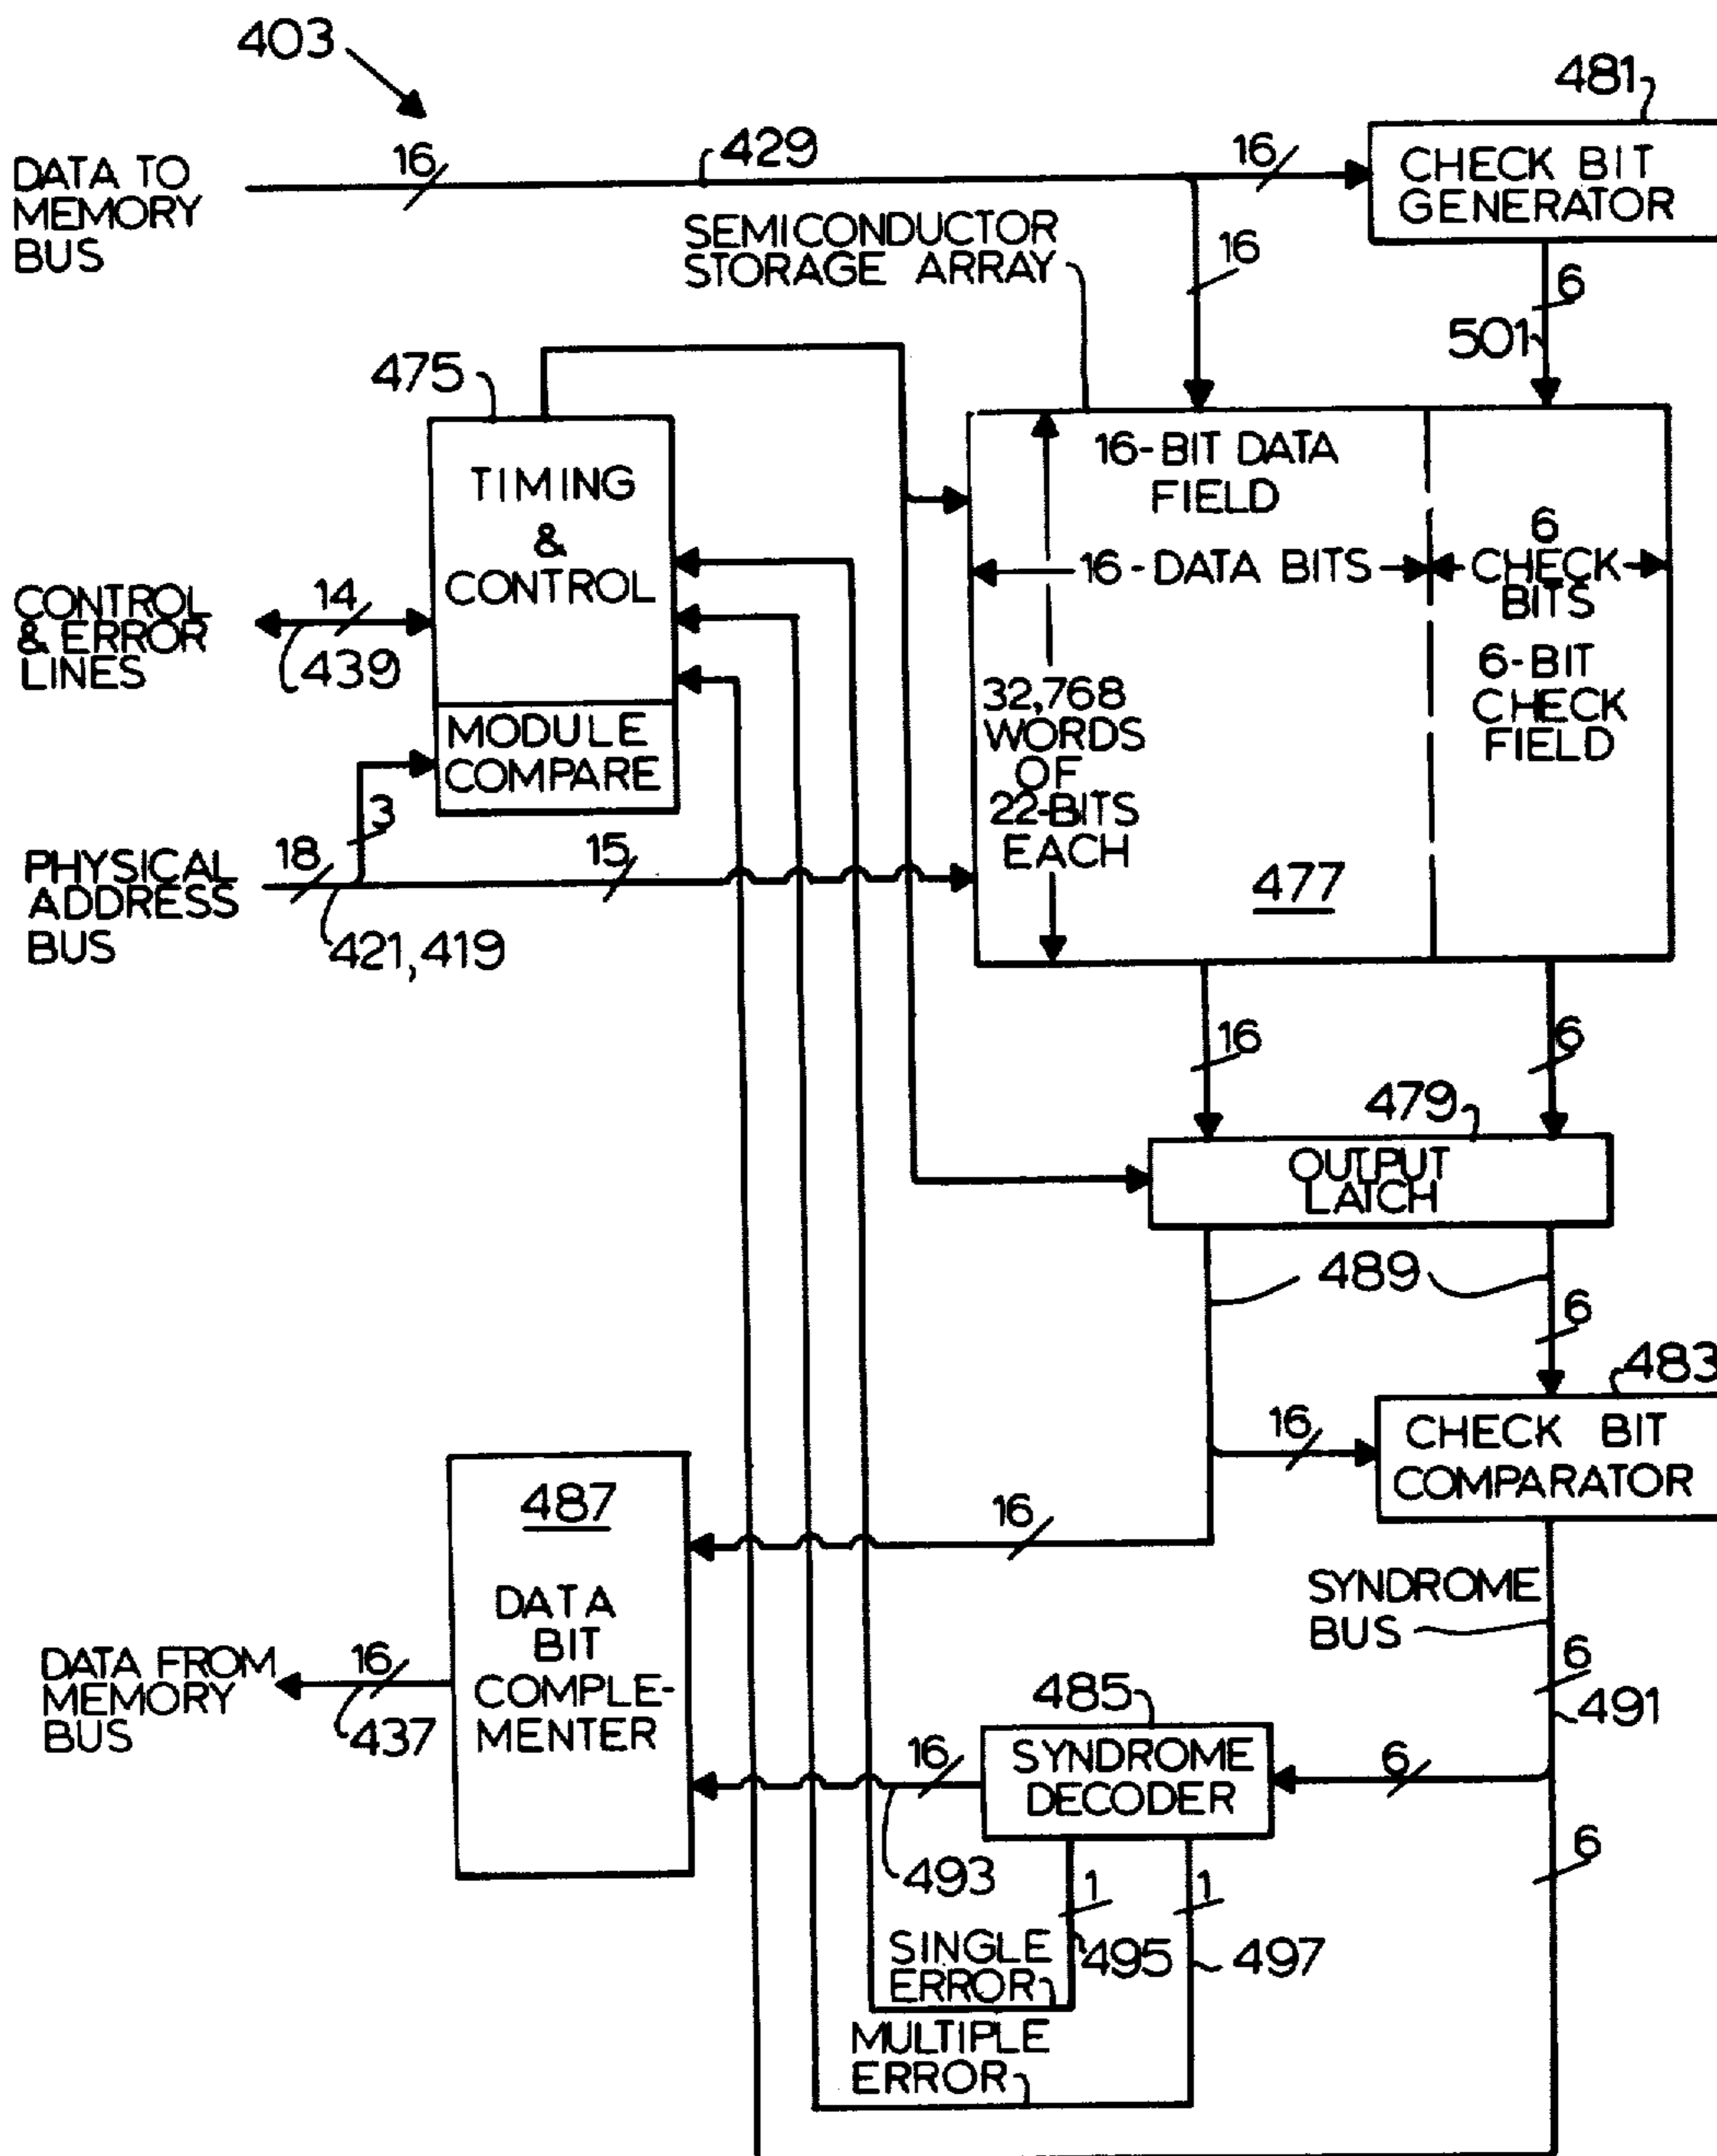 403
481
DATA TO
MEMORY
BUS
16
429
16
CHECK BIT
GENERATOR
SEMICONDUCTOR
STORAGE ARRAY
16
6
501
475
TIMING
&
CONTROL
16-BIT DATA
FIELD
16-DATA BITS
6
CHECK
BITS
6-BIT
CHECK
FIELD
CONTROL
& ERROR
LINES
14
439
MODULE
COMPARE
32,768
WORDS
OF
22-BITS
EACH
477
3
PHYSICAL
ADDRESS
BUS
18
15
421,419
16
6
479
OUTPUT
LATCH
489
6
483
16
CHECK BIT
COMPARATOR
487
16
DATA
BIT
COMPLE-
MENTER
SYNDROME
BUS
6
491
DATA FROM
MEMORY
BUS
16
437
485
16
SYNDROME
DECODER
6
493
6
1
1
SINGLE
ERROR
495
497
MULTIPLE
ERROR